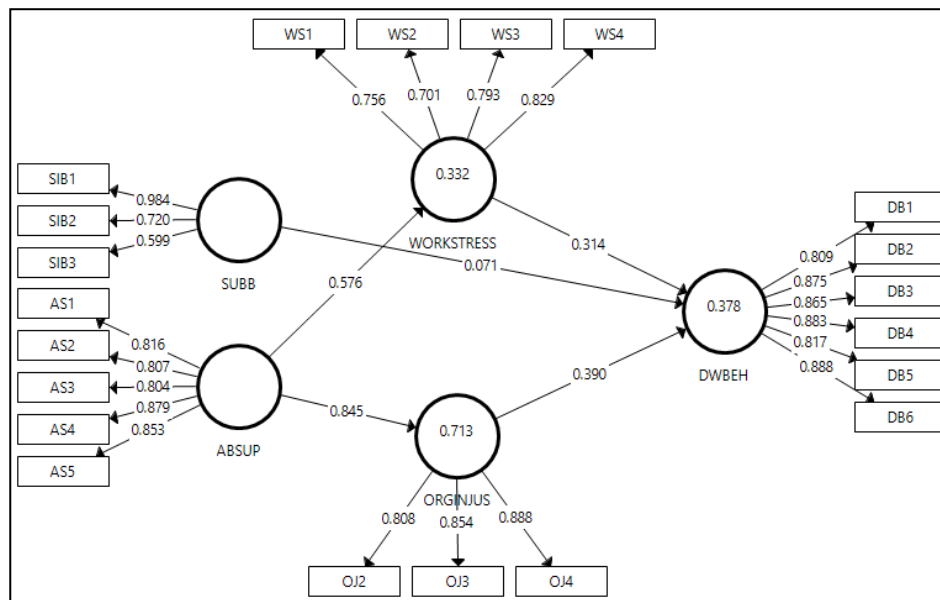 WS1 WS2 WS3 WS4
0.756 0.701 0.793 0.829
SIB1
SIB2
SIB3
0.984
0.720
0.599
SUBB
0.332
WORKSTRESS
0.314
0.071
0.576
AS1
AS2
AS3
AS4
AS5
0.816
0.807
0.804
0.879
0.853
ABSUP
0.845
0.713
ORGINJUS
0.390
0.378
DWBEH
0.809
0.875
0.865
0.883
0.817
0.888
DB1
DB2
DB3
DB4
DB5
DB6
0.808 0.854 0.888
OJ2 OJ3 OJ4